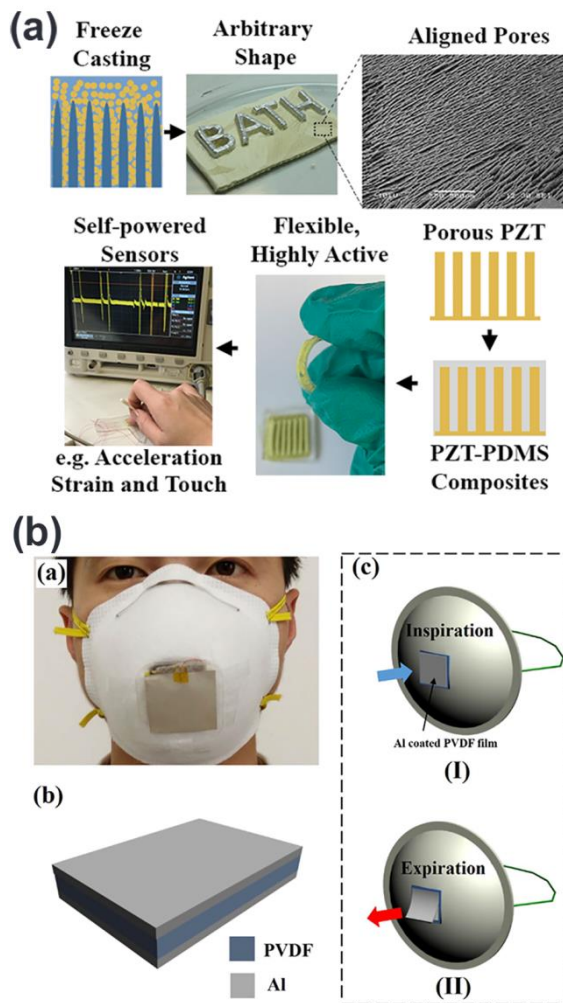 (a)
Freeze
Casting
Arbitrary
Shape
Aligned Pores
BATH
Self-powered
Sensors
Flexible,
Highly Active
Porous PZT
e.g. Acceleration
Strain and Touch
PZT-PDMS
Composites
(b)
(a)
(c)
Inspiration
Al coated PVDF film
(I)
(b)
Expiration
PVDF
Al
(II)